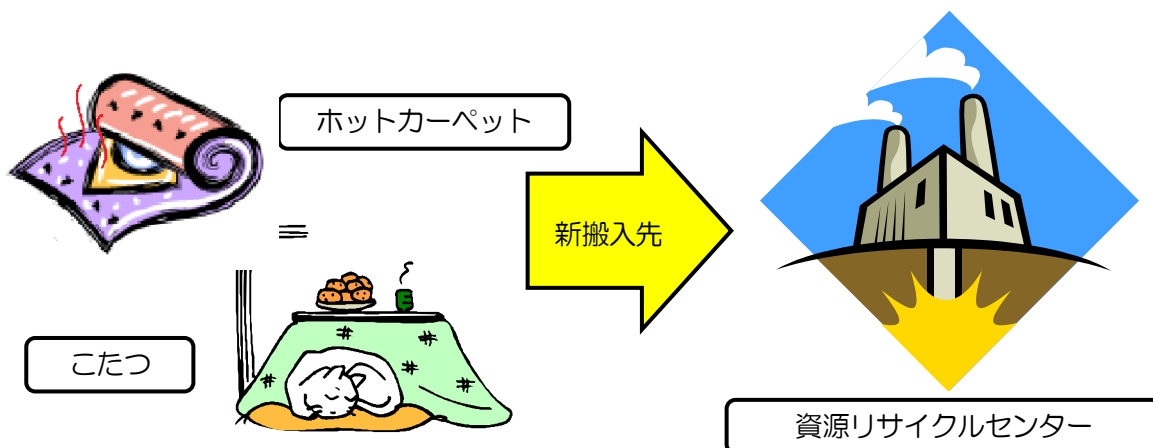 ホットカーペット
新搬入先
こたつ
資源リサイクルセンター